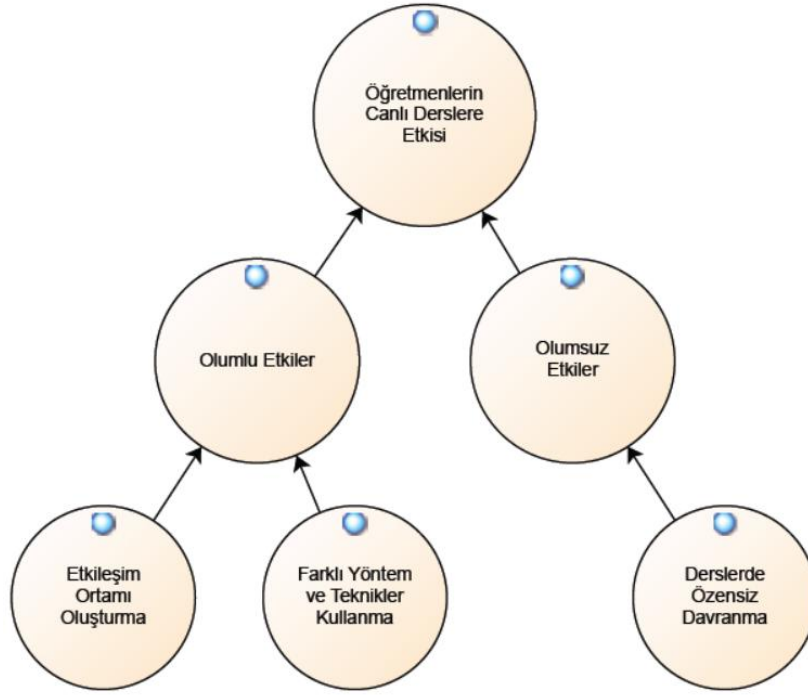 Öğretmenlerin
Canlı Derslere
Etkisi
Olumlu Etkiler
Olumsuz
Etkiler
Etkileşim
Ortamı
Oluşturma
Farklı Yöntem
ve Teknikler
Kullanma
Derslerde
Özensiz
Davranma